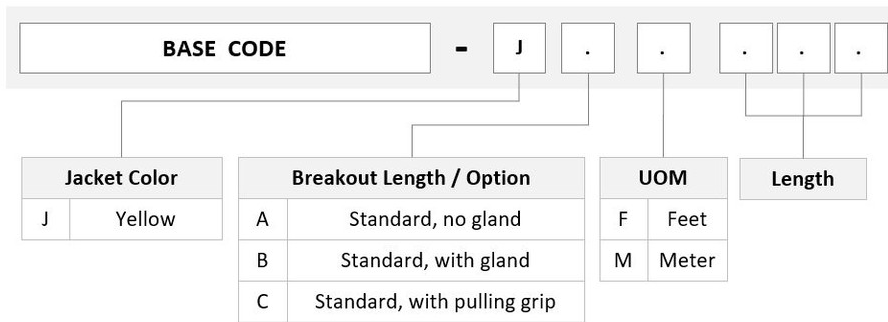 BASE CODE - J . . . . .
Jacket Color
J Yellow
Breakout Length / Option
A Standard, no gland
B Standard, with gland
C Standard, with pulling grip
UOM
F Feet
M Meter
Length